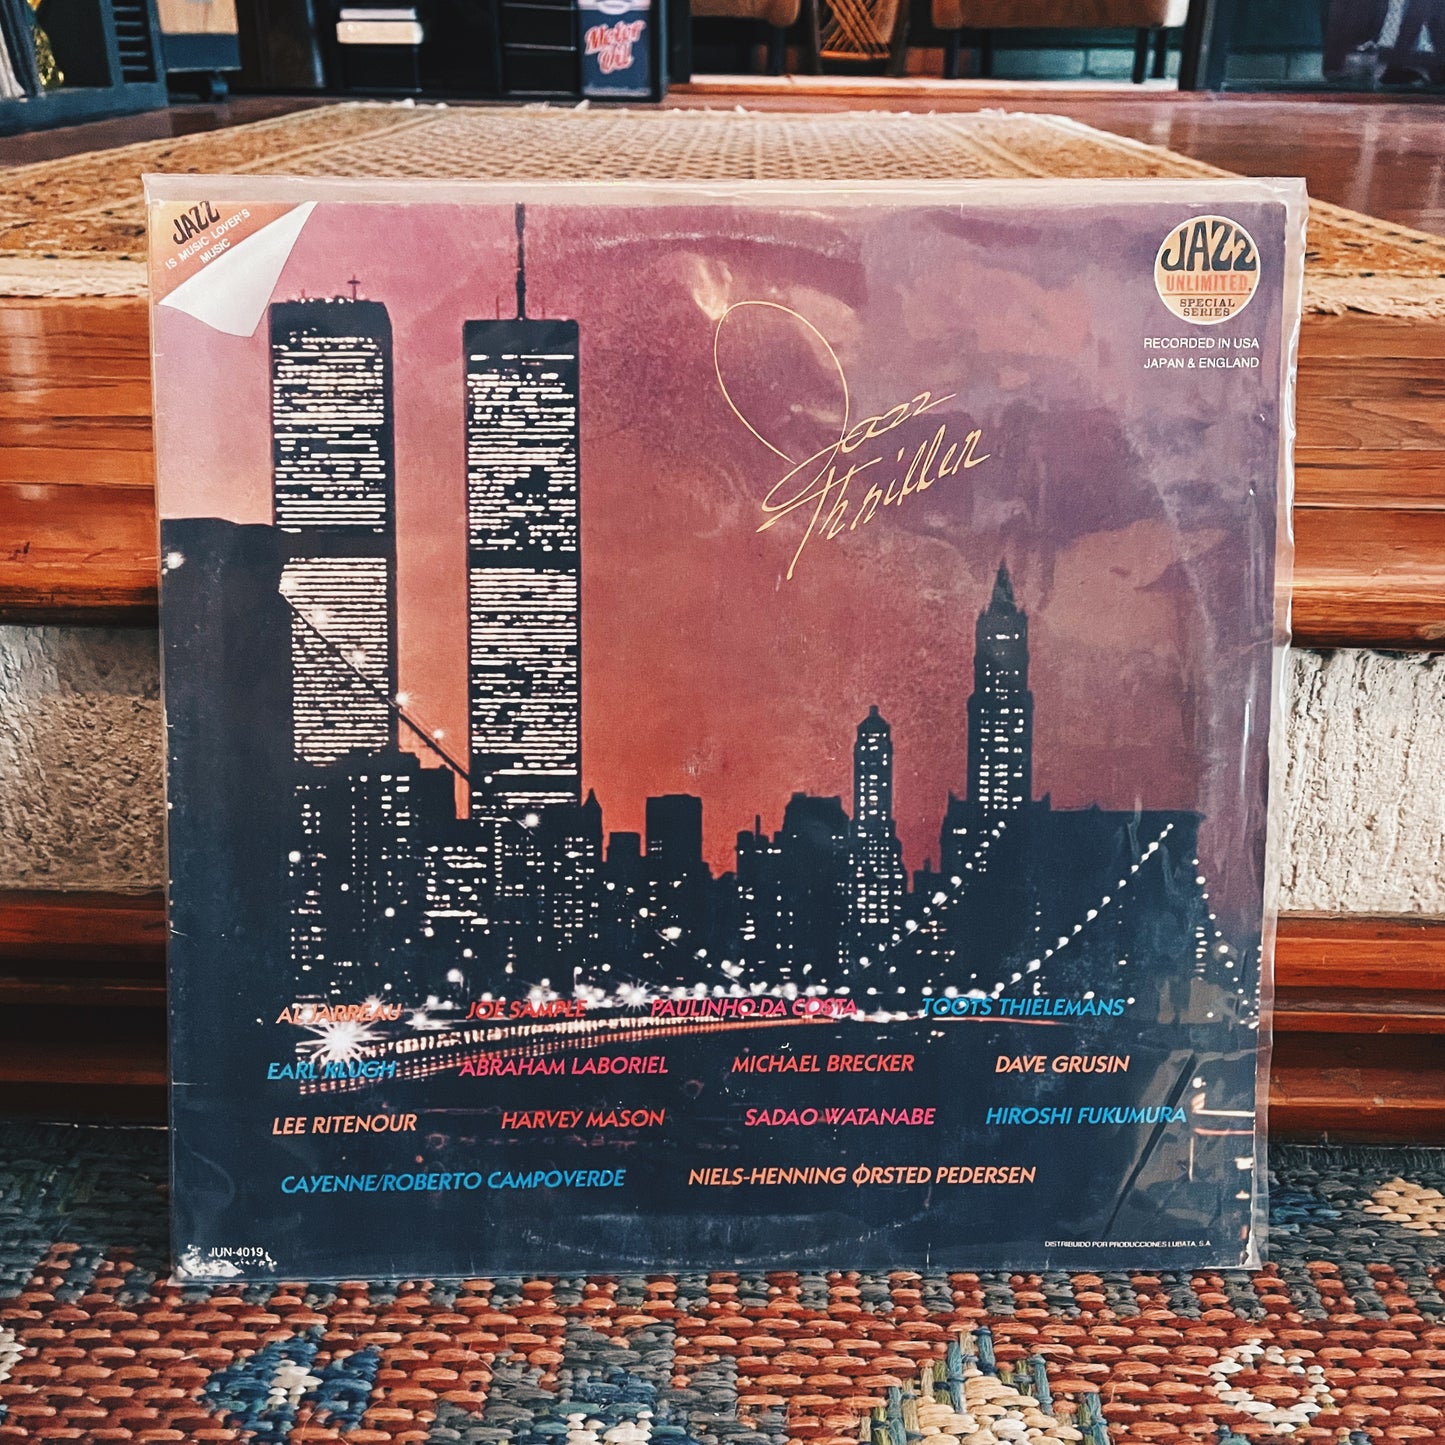 Motor
Oil
JAZZ
IS MUSIC LOVER'S
MUSIC
JAZZ
UNLIMITED
SPECIAL
SERIES
RECORDED IN USA
JAPAN & ENGLAND
Jazz
Thriller
AL JARREAU JOE SAMPLE PAULINHO DA COSTA TOOTS THIELEMANS
EARL KLUGH ABRAHAM LABORIEL MICHAEL BRECKER DAVE GRUSIN
LEE RITENOUR HARVEY MASON SADAO WATANABE HIROSHI FUKUMURA
CAYENNE/ROBERTO CAMPOVERDE NIELS-HENNING ØRSTED PEDERSEN
JUN-4019
DISTRIBUIDO POR PRODUCCIONES LUBATA, S.A.